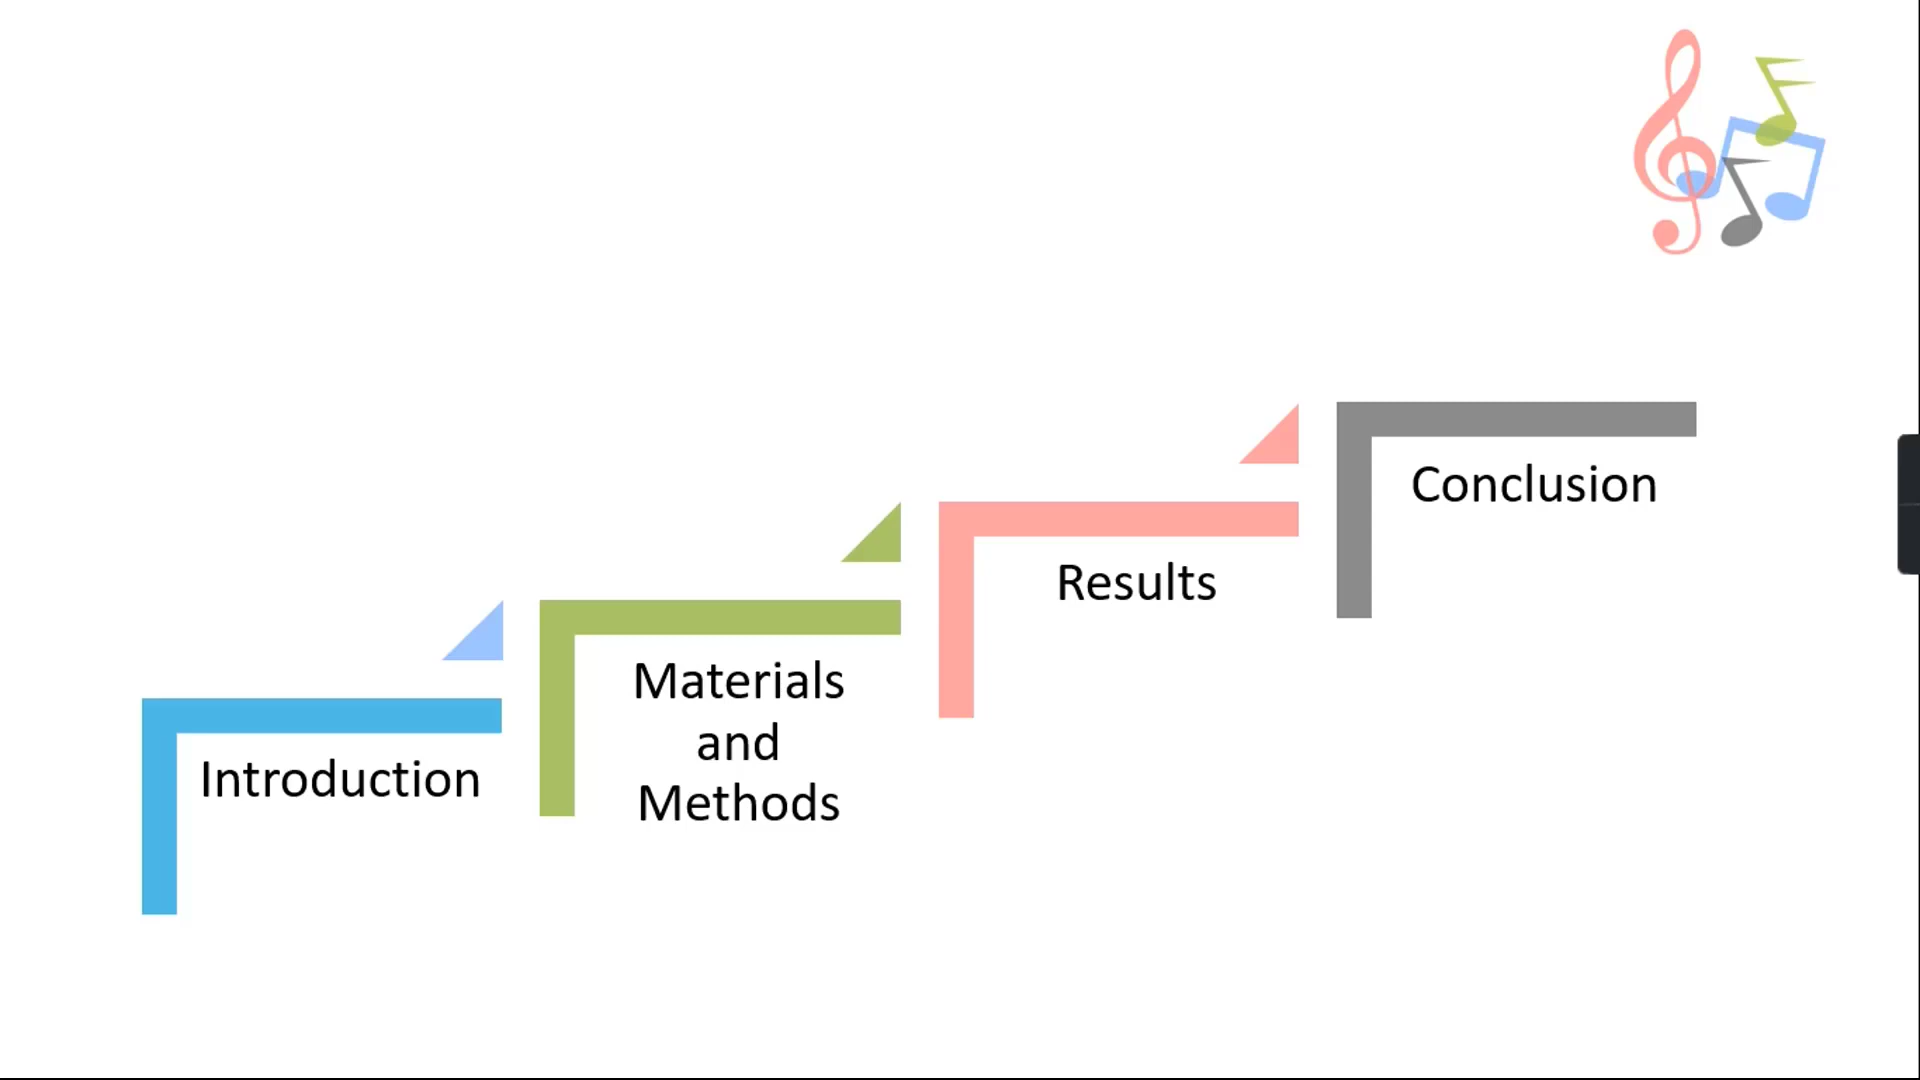 Introduction
Materials
and
Methods
Results
Conclusion